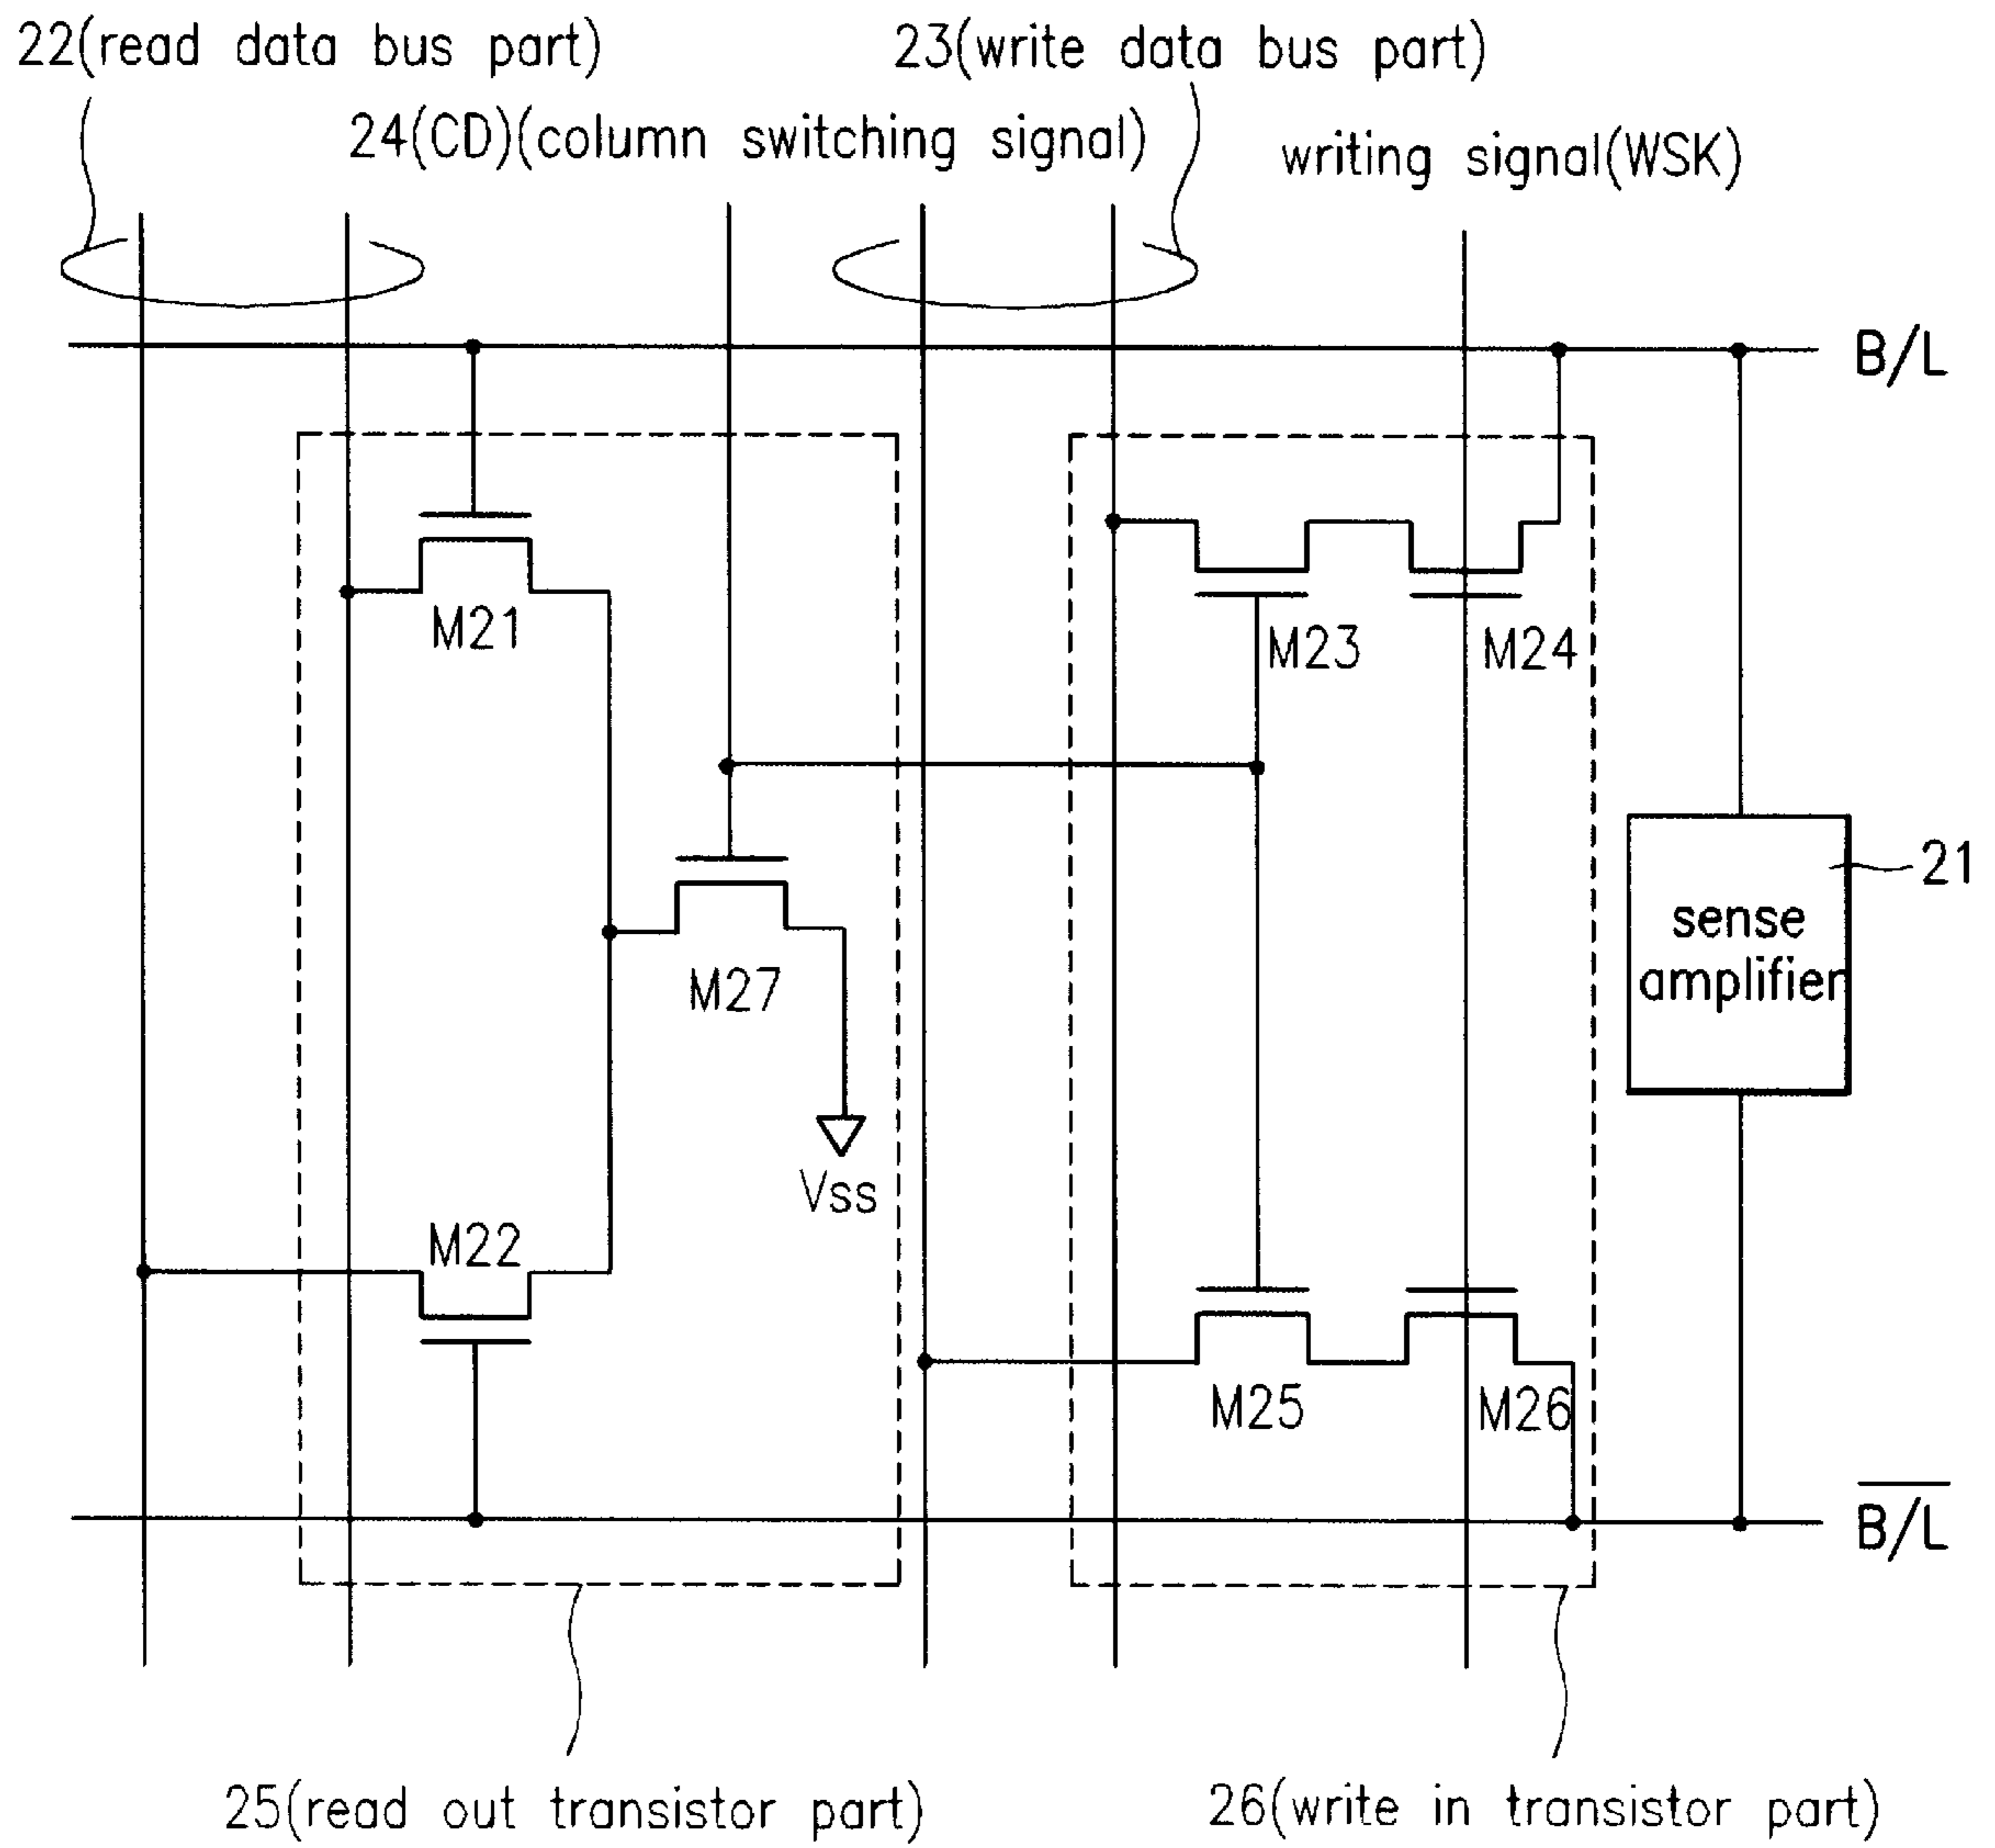 22(read data bus part)
23(write data bus part)
24(CD)(column switching signal)
writing signal(WSK)
B/L
M21
M23
M24
21
sense
amplifier
M27
Vss
M22
M25
M26
B/L
25(read out transistor part)
26(write in transistor part)